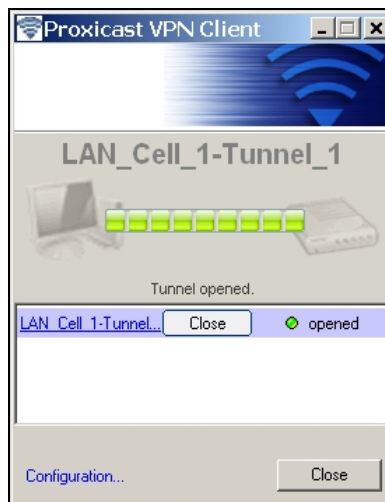 Proxicast VPN Client
LAN_Cell_1-Tunnel_1
Tunnel opened.
LAN_Cell_1-Tunnel... Close opened
Configuration... Close